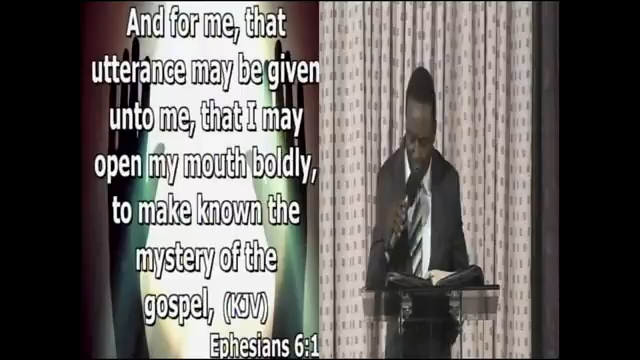 And for me, that
utterance may be given
unto me, that I may
open my mouth boldly,
to make known the
mystery of the
gospel, (KJV)
Ephesians 6:1